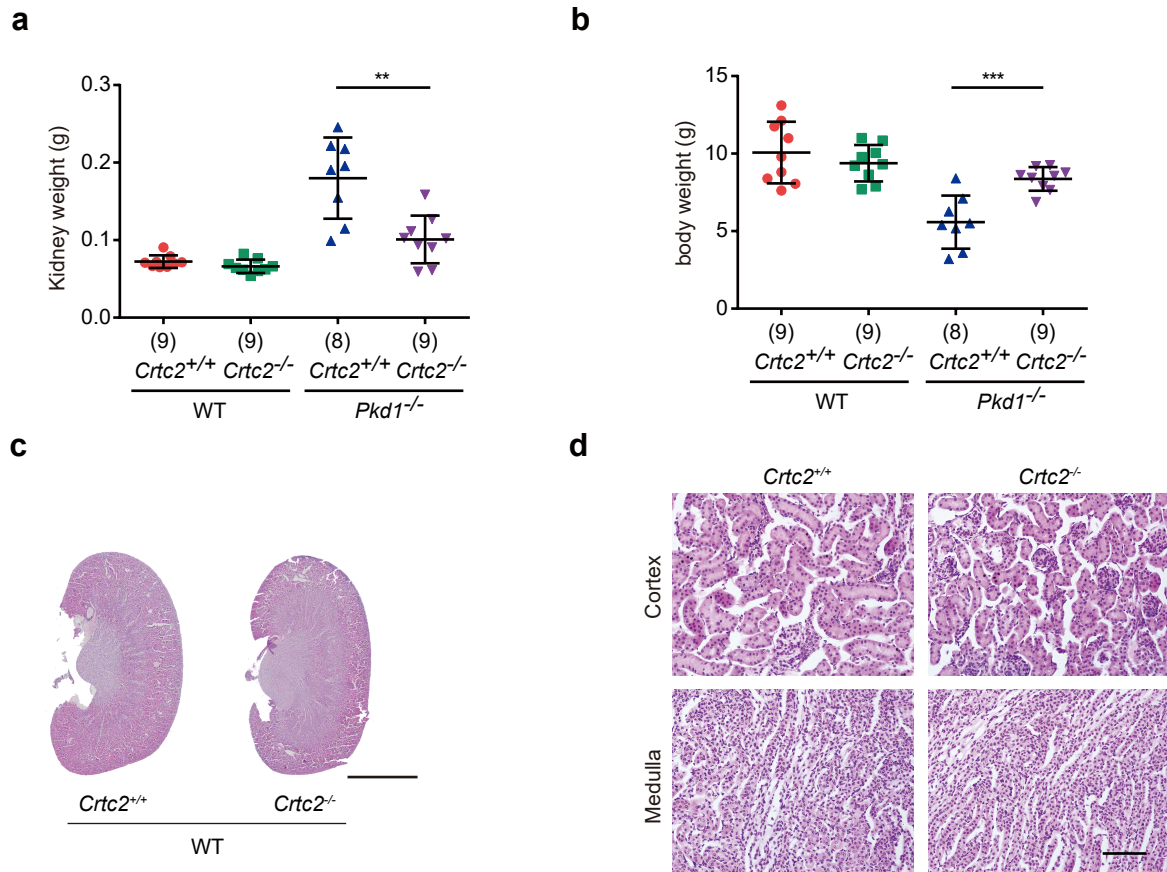 a
Kidney weight (g)
0.3
0.2
0.1
0.0
**
(9) (9) (8) (9)
Crtc2+/+ Crtc2-/- Crtc2+/+ Crtc2-/-
WT Pkd1-/-
b
body weight (g)
15
10
5
0
***
(9) (9) (8) (9)
Crtc2+/+ Crtc2-/- Crtc2+/+ Crtc2-/-
WT Pkd1-/-
c
Crtc2+/+ Crtc2-/-
WT
d
Crtc2+/+ Crtc2-/-
Cortex
Medulla